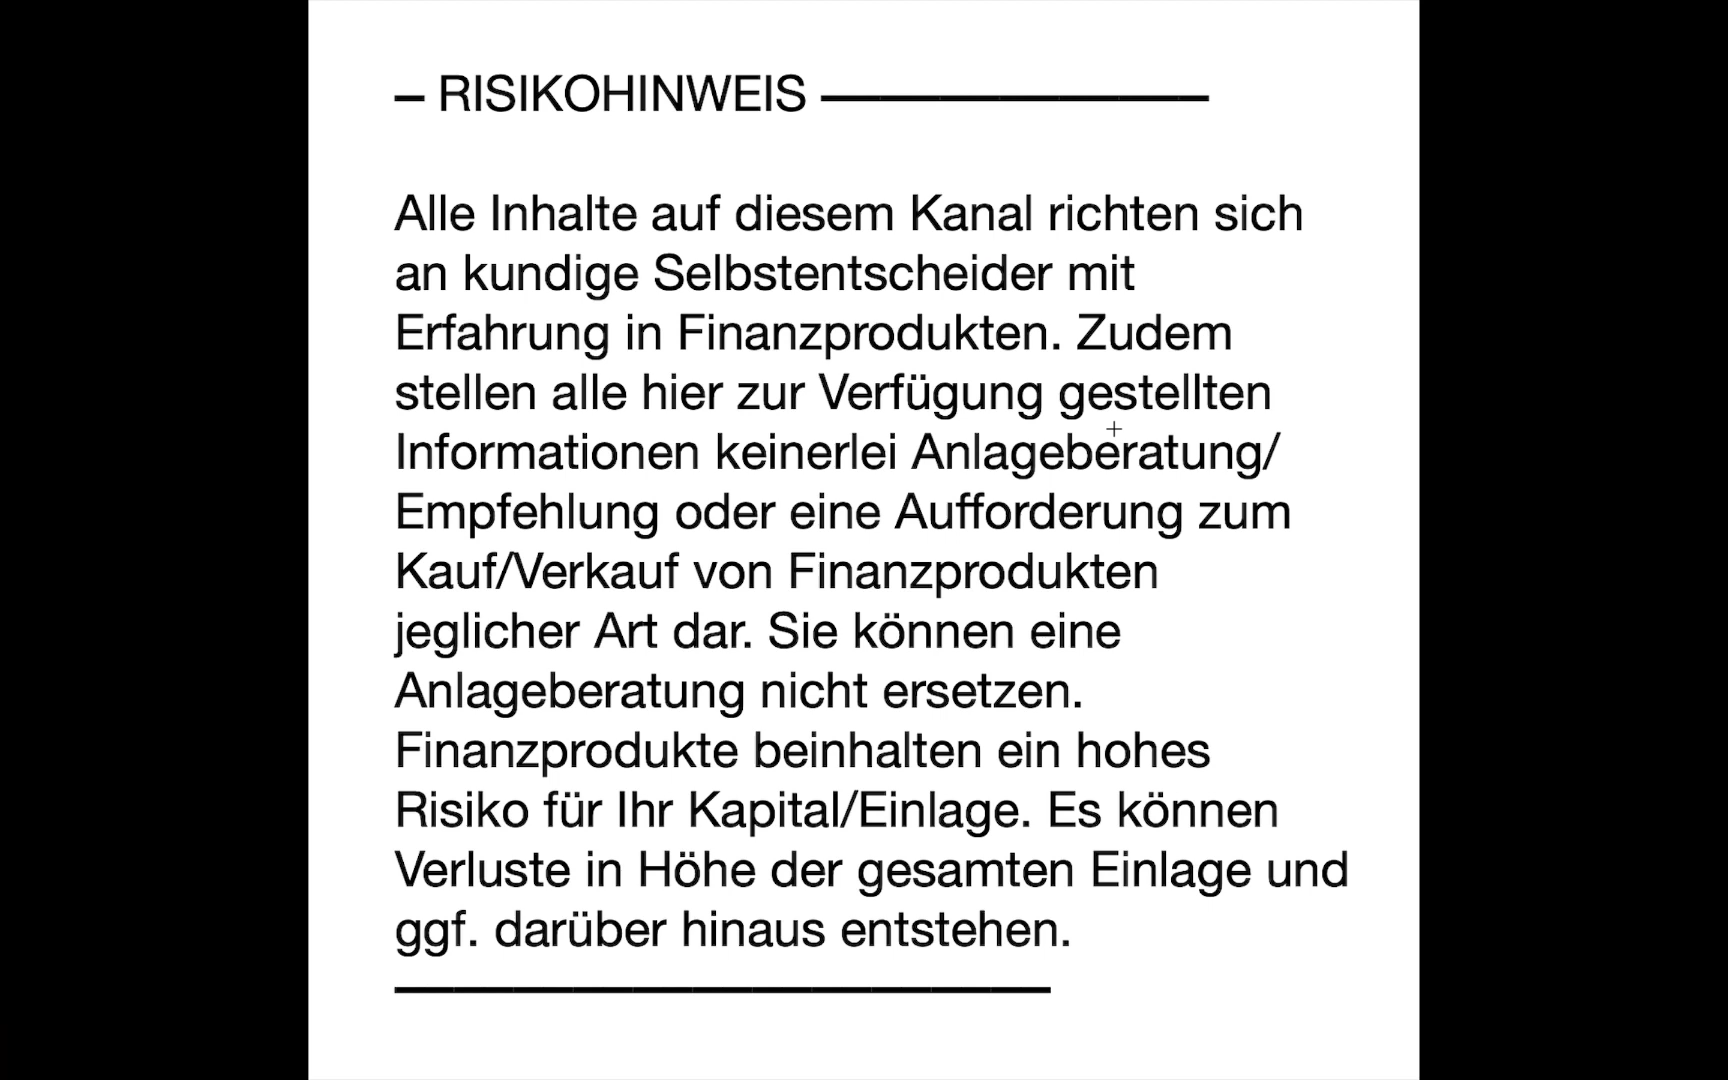 – RISIKOHINWEIS —————————
Alle Inhalte auf diesem Kanal richten sich
an kundige Selbstentscheider mit
Erfahrung in Finanzprodukten. Zudem
stellen alle hier zur Verfügung gestellten
Informationen keinerlei Anlageberatung/
Empfehlung oder eine Aufforderung zum
Kauf/Verkauf von Finanzprodukten
jeglicher Art dar. Sie können eine
Anlageberatung nicht ersetzen.
Finanzprodukte beinhalten ein hohes
Risiko für Ihr Kapital/Einlage. Es können
Verluste in Höhe der gesamten Einlage und
ggf. darüber hinaus entstehen.